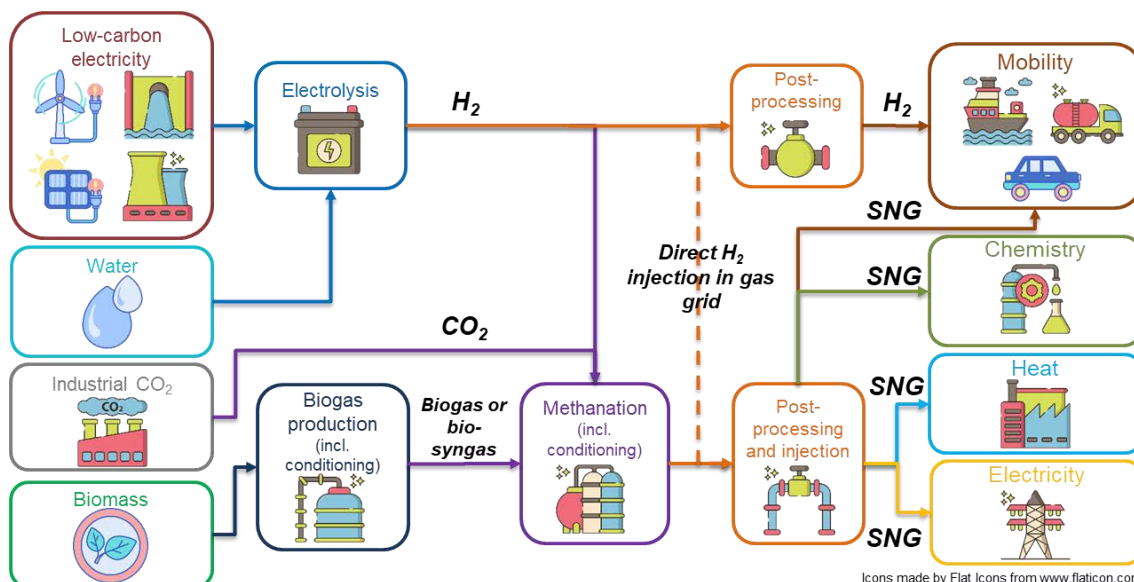 Low-carbon
electricity
Electrolysis
H₂
Post-
processing
H₂
Mobility
Water
SNG
SNG
Direct H₂
injection in gas
grid
Chemistry
Industrial CO₂
CO₂
CO₂
Biogas
production
(incl.
conditioning)
Biogas or
bio-
syngas
Methanation
(incl.
conditioning)
Post-
processing
and injection
SNG
Heat
Biomass
SNG
Electricity
Icons made by Flat Icons from www.flaticon.co